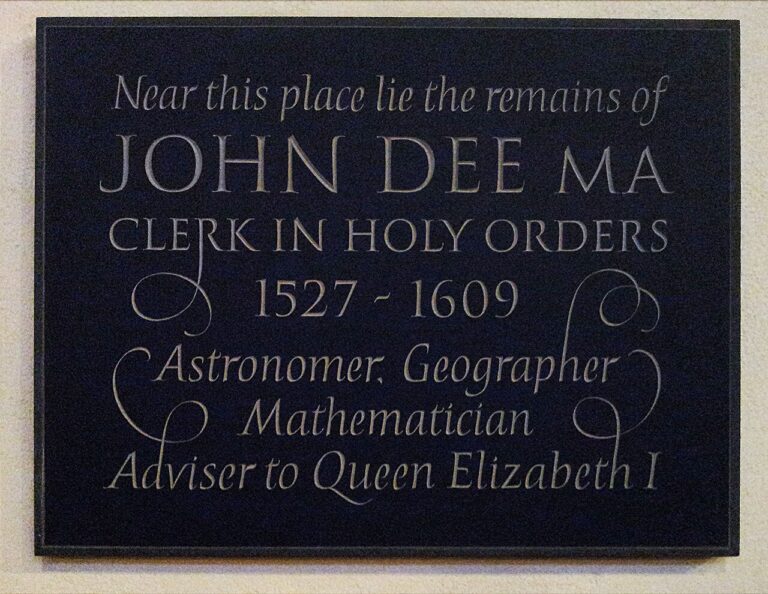 Near this place lie the remains of
JOHN DEE MA
CLERK IN HOLY ORDERS
1527 ~ 1609
Astronomer, Geographer
Mathematician
Adviser to Queen Elizabeth I